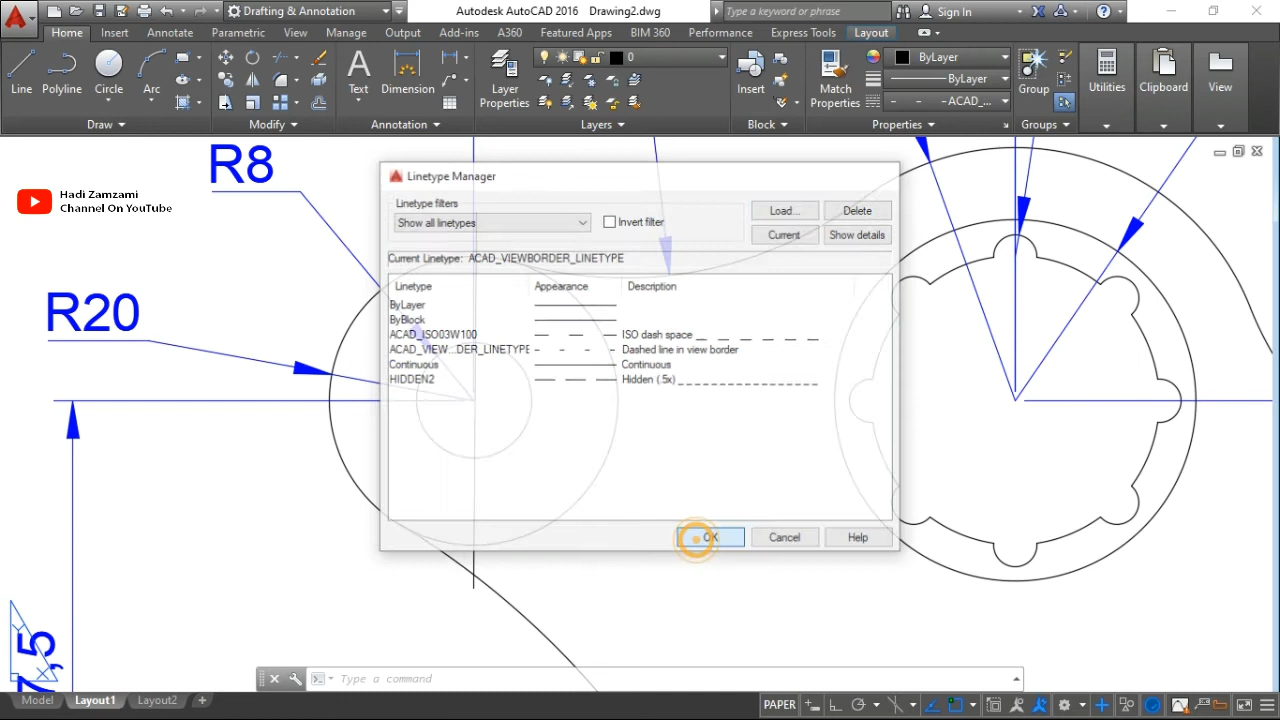 Drafting & Annotation
Autodesk AutoCAD 2016 Drawing2.dwg
Type a keyword or phrase
Sign In
Home Insert Annotate Parametric View Manage Output Add-ins A360 Featured Apps BIM 360 Performance Express Tools Layout
0 ByLayer
ByLayer
ACAD_...
Line Polyline Circle Arc Text Dimension Layer Properties Insert Match Properties Group Utilities Clipboard View
Draw Modify Annotation Layers Block Properties Groups
R8
R20
7,5
Hadi Zamzami
Channel On YouTube
Linetype Manager
Linetype filters
Show all linetypes Invert filter Load... Delete
Current Show details
Current Linetype: ACAD_VIEWBORDER_LINETYPE
Linetype Appearance Description
ByLayer
ByBlock
ACAD_ISO03W100 ISO dash space _ _ _ _ _ _
ACAD_VIEW...DER_LINETYPE Dashed line in view border
Continuous Continuous
HIDDEN2 Hidden (.5x) _ _ _ _ _ _ _ _ _ _ _ _ _ _ _ _
OK Cancel Help
Y
X
Type a command
Model Layout1 Layout2 +
PAPER